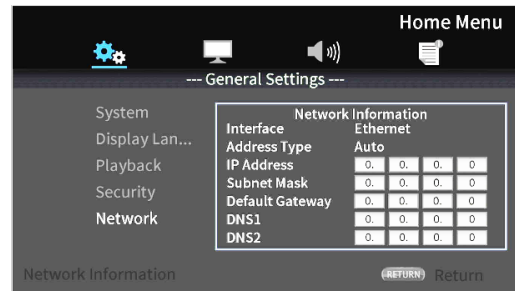 Home Menu
--- General Settings ---
System
Display Lan...
Playback
Security
Network
Network Information
Interface Ethernet
Address Type Auto
IP Address 0. 0. 0. 0
Subnet Mask 0. 0. 0. 0
Default Gateway 0. 0. 0. 0
DNS1 0. 0. 0. 0
DNS2 0. 0. 0. 0
Network Information
RETURN Return